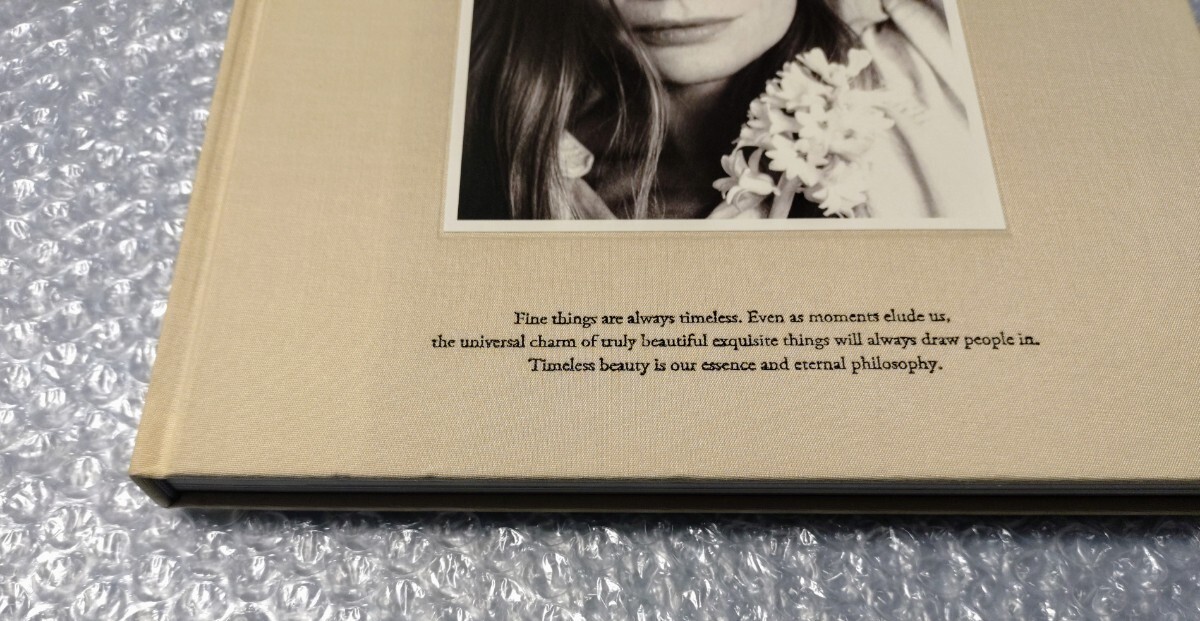 Fine things are always timeless. Even as moments elude us,
the universal charm of truly beautiful exquisite things will always draw people in.
Timeless beauty is our essence and eternal philosophy.